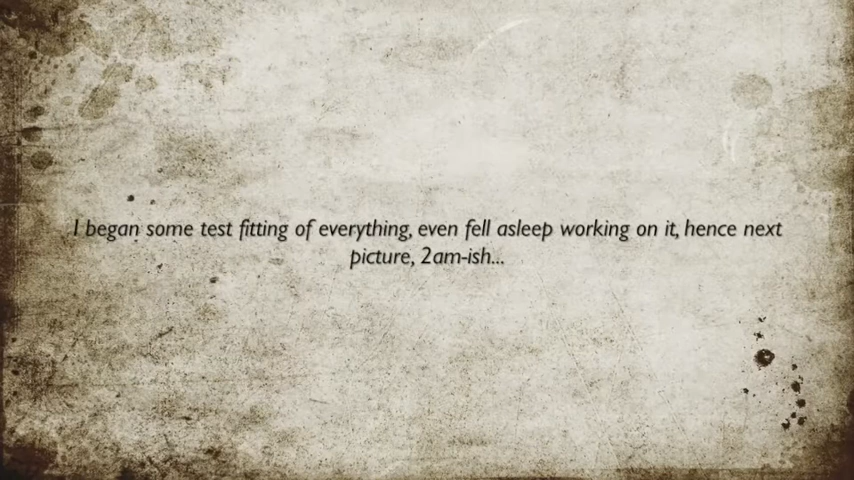 I began some test fitting of everything, even fell asleep working on it, hence next
picture, 2am-ish...